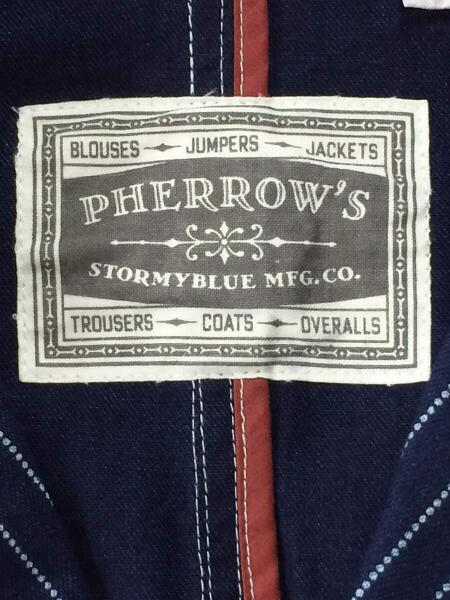 BLOUSES JUMPERS JACKETS
PHERROW'S
STORMYBLUE MFG.CO.
TROUSERS COATS OVERALLS